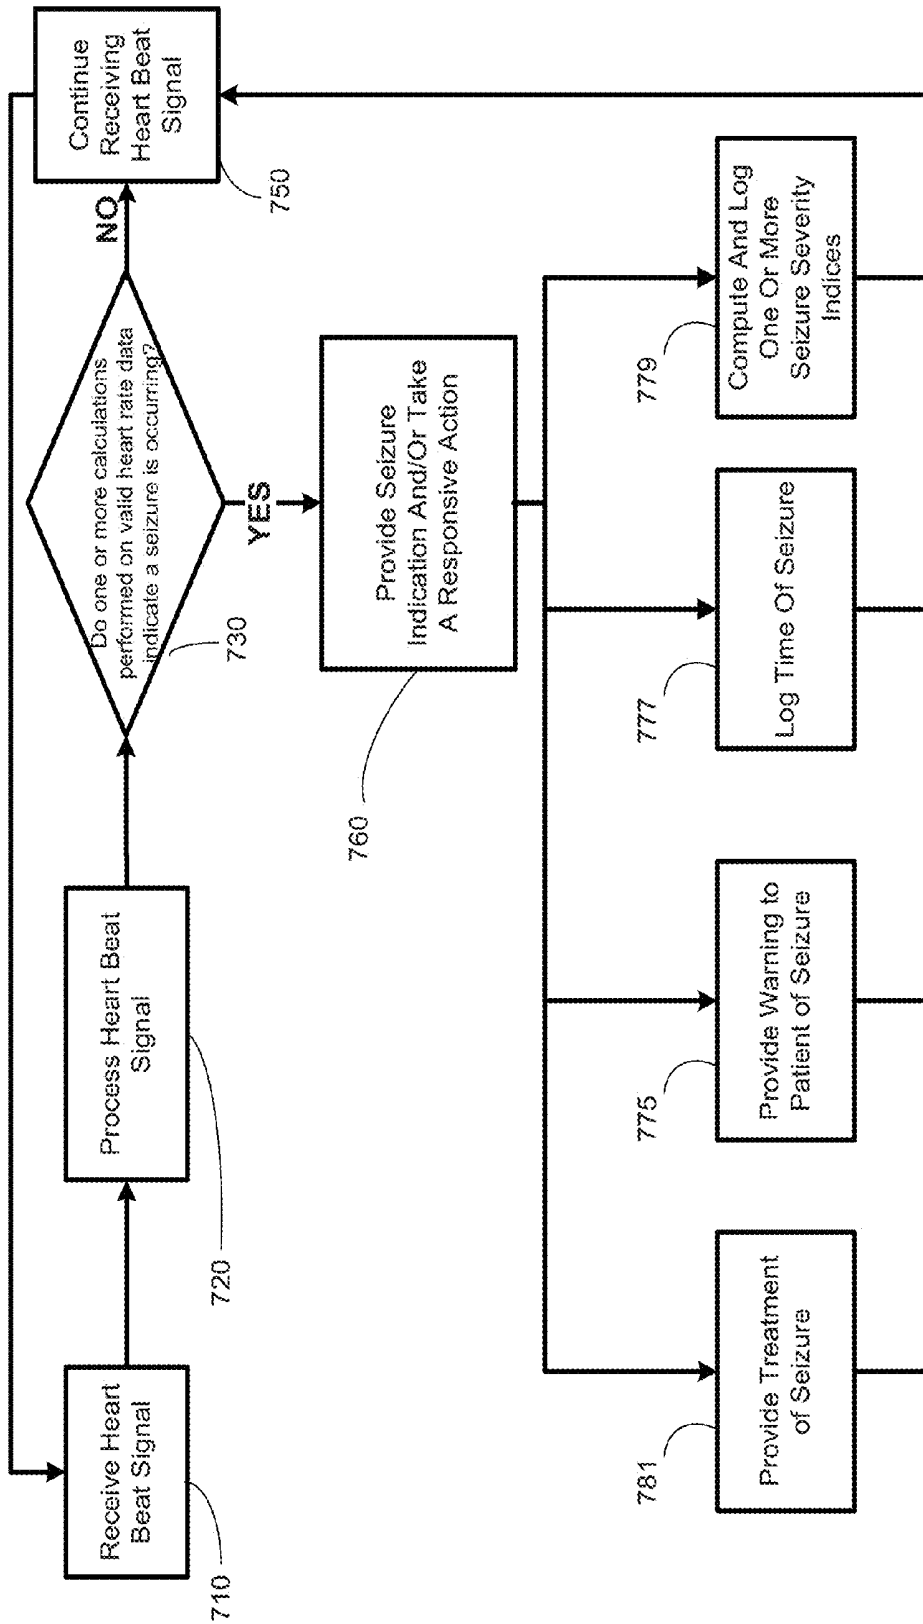 Receive Heart
Beat Signal
710
Process Heart Beat
Signal
720
Do one or more calculations
performed on valid heart rate data
indicate a seizure is occurring?
730
NO
Continue
Receiving
Heart Beat
Signal
750
YES
Provide Seizure
Indication And/Or Take
A Responsive Action
760
781
Provide Treatment
of Seizure
775
Provide Warning to
Patient of Seizure
777
Log Time Of Seizure
779
Compute And Log
One Or More
Seizure Severity
Indices